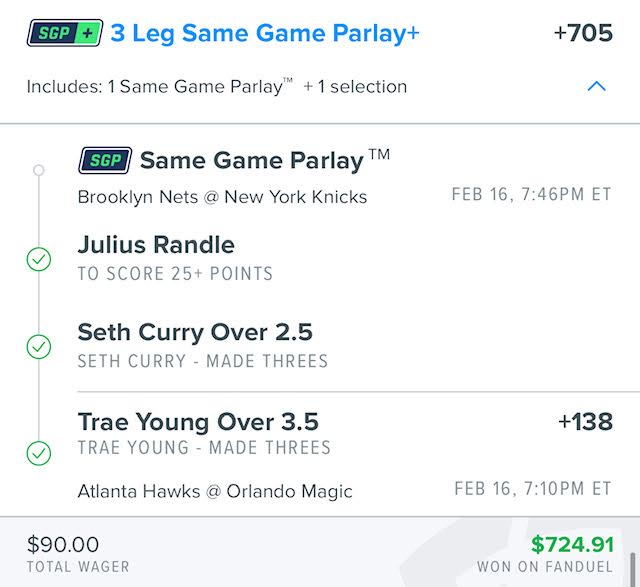 SGP + 3 Leg Same Game Parlay+ +705
Includes: 1 Same Game Parlay™ + 1 selection
SGP Same Game Parlay™
Brooklyn Nets @ New York Knicks FEB 16, 7:46PM ET
Julius Randle
TO SCORE 25+ POINTS
Seth Curry Over 2.5
SETH CURRY - MADE THREES
Trae Young Over 3.5 +138
TRAE YOUNG - MADE THREES
Atlanta Hawks @ Orlando Magic FEB 16, 7:10PM ET
$90.00 $724.91
TOTAL WAGER WON ON FANDUEL